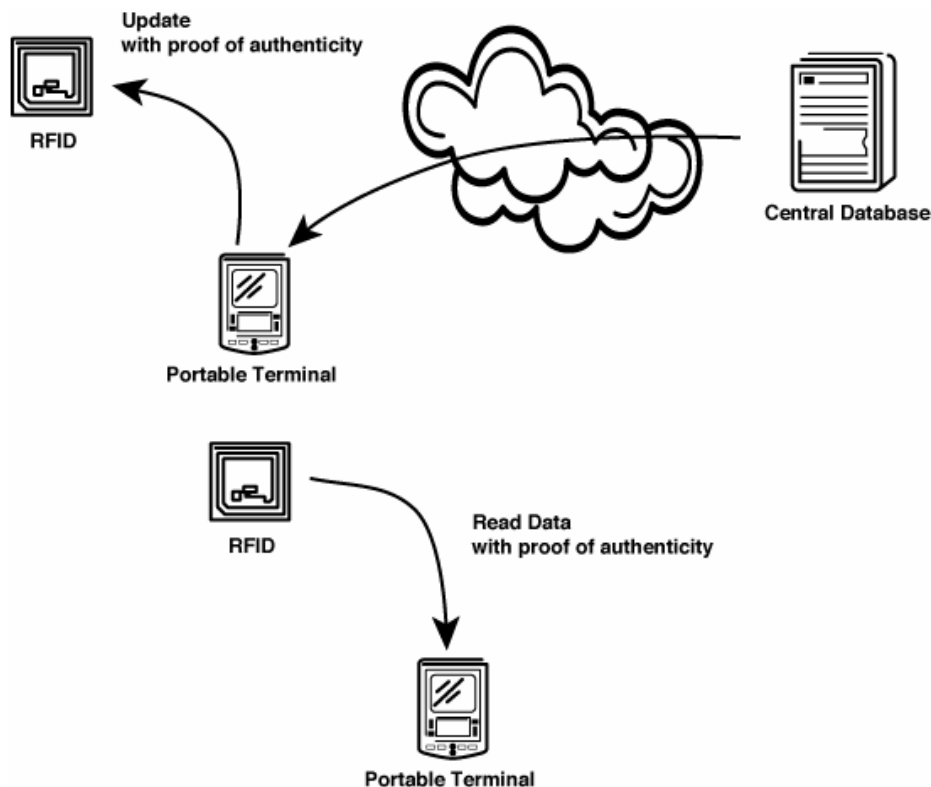 Update
with proof of authenticity
RFID
Central Database
Portable Terminal
RFID
Read Data
with proof of authenticity
Portable Terminal